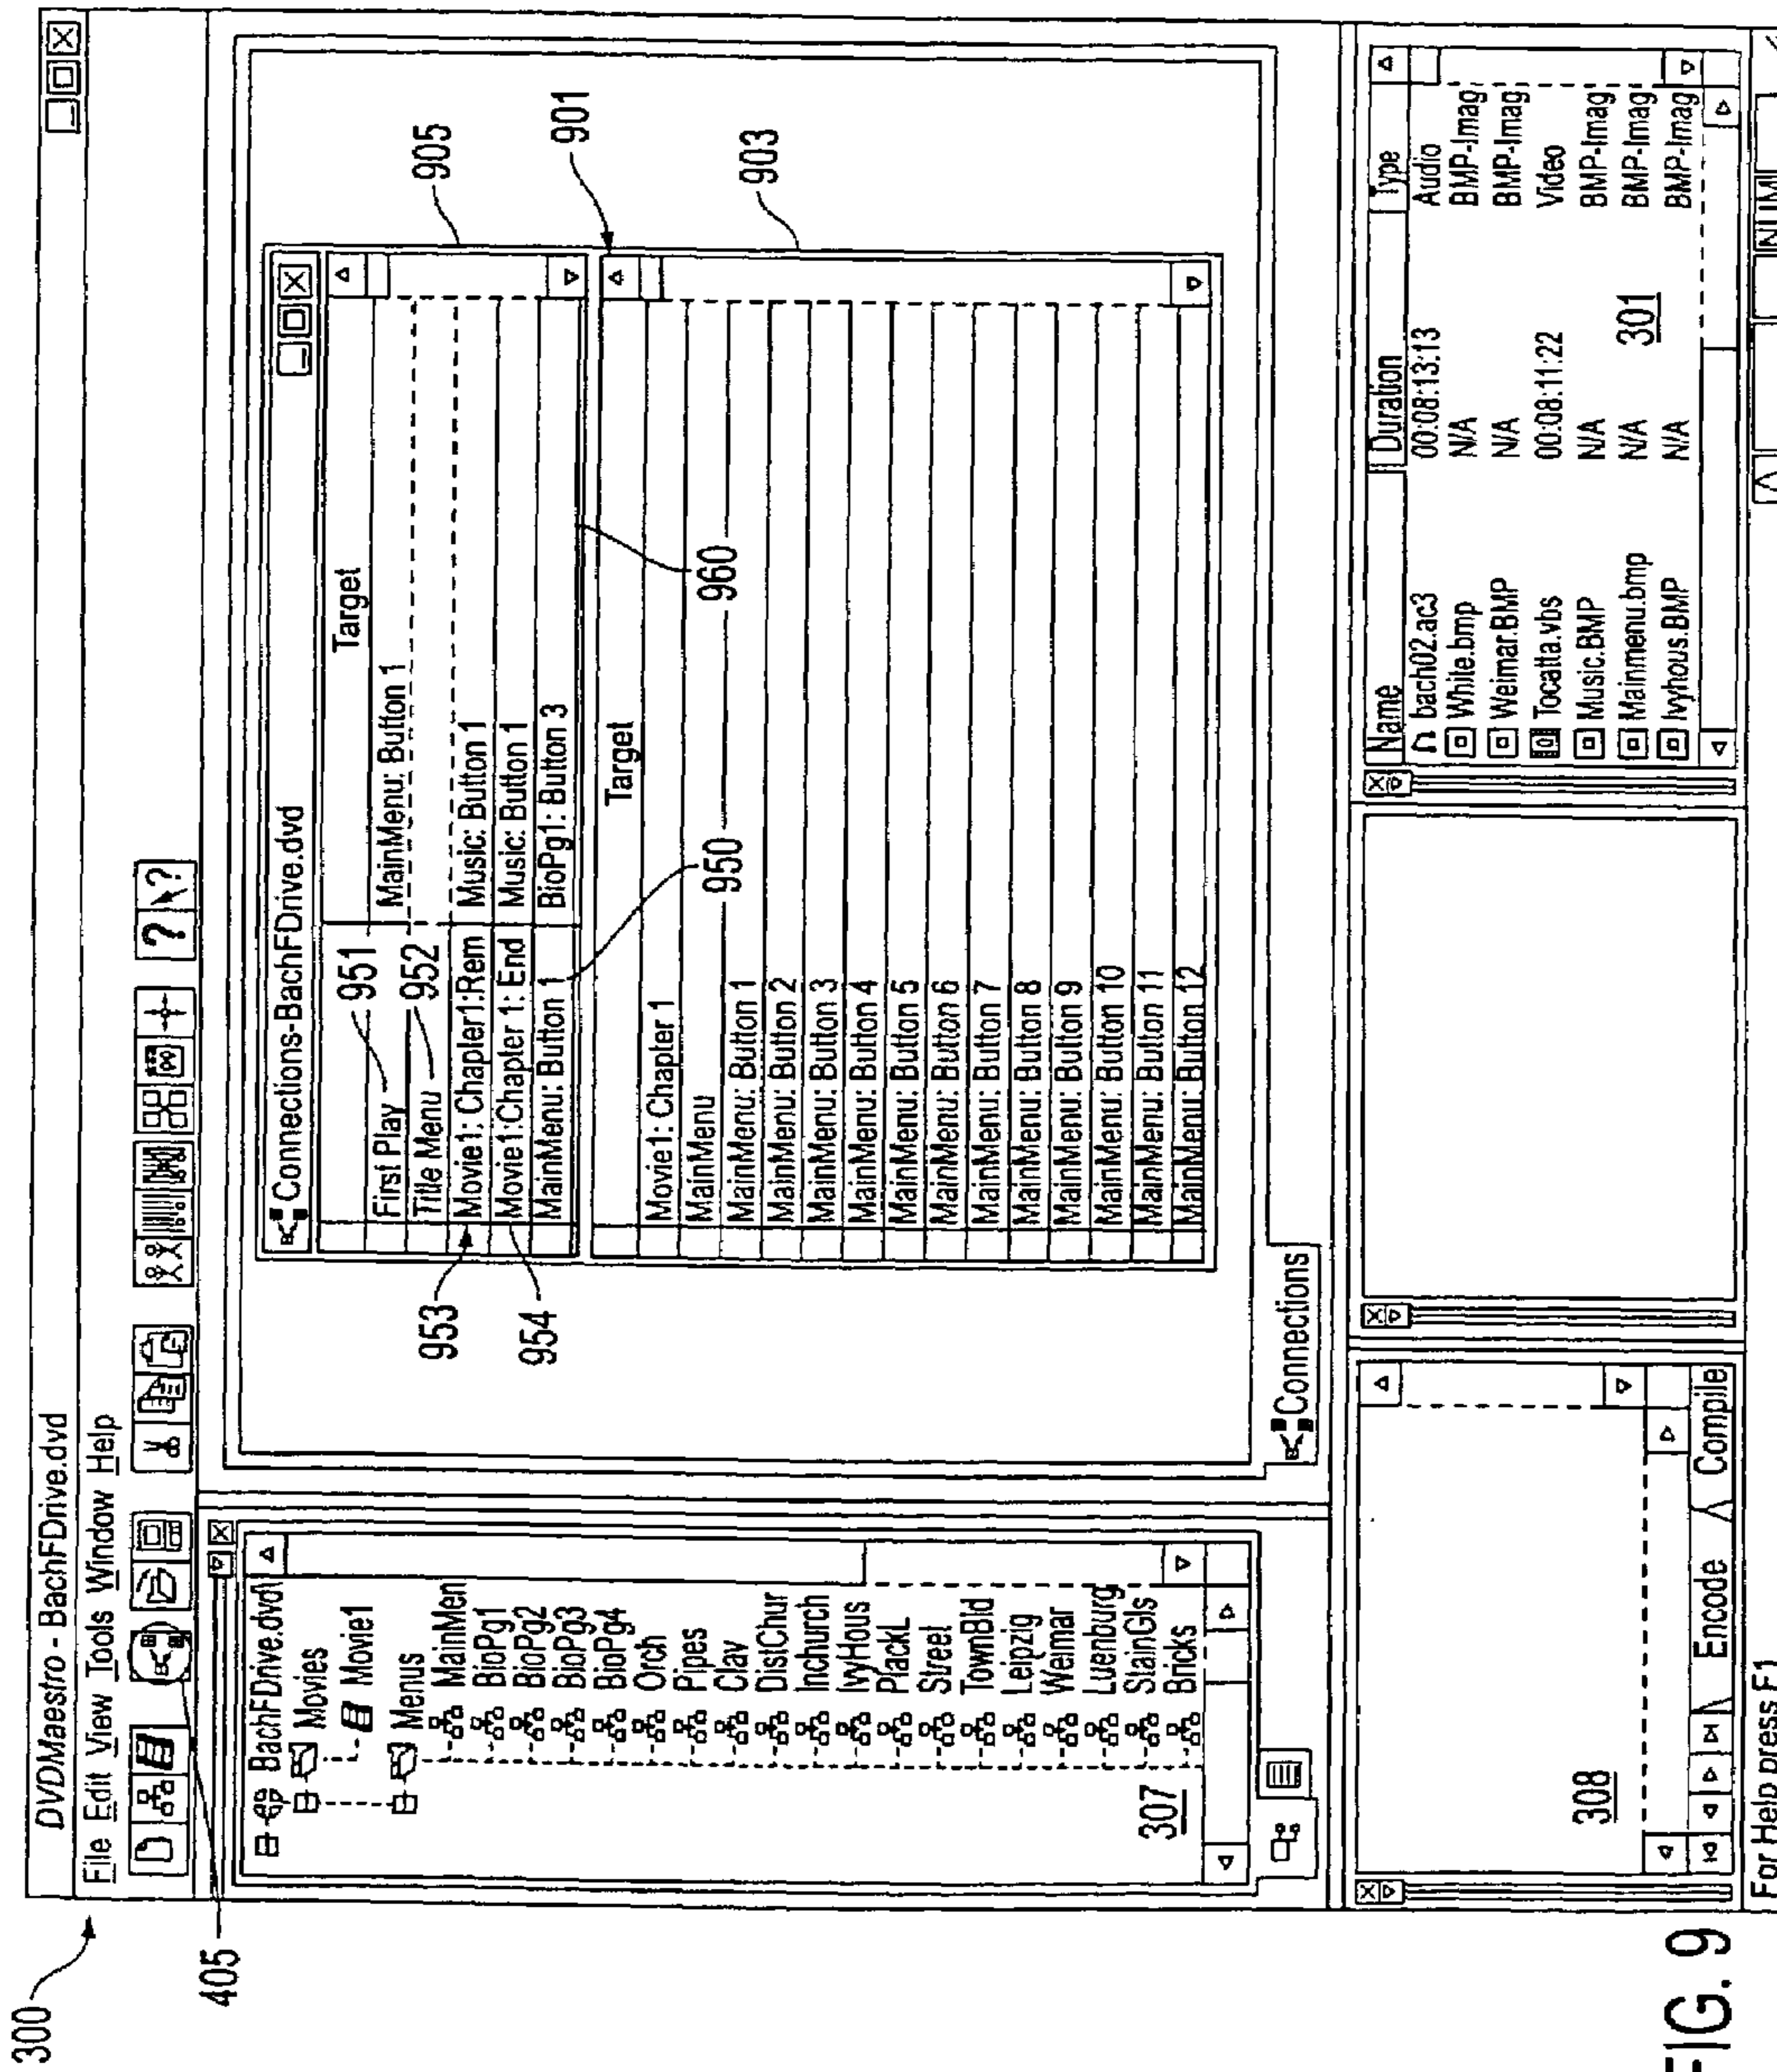 300
DVDMaestro - BachFDrive.dvd
File Edit View Tools Window Help
405
BachFDrive.dvd\
Movies
Movie1
Menus
MainMen
BioPg1
BioPg2
BioPg3
BioPg4
Orch
Pipes
Clav
DistChur
Inchurch
IvyHous
PlackL
Street
TownBld
Leipzig
Weimar
Luenburg
StainGls
Bricks
307
Connections-BachFDrive.dvd
Target
First Play 951 MainMenu: Button 1
Title Menu 952
Movie1: Chapler1:Rem Music: Button 1
Movie1:Chapter 1: End Music: Button 1
MainMenu: Button 1 BioPg1: Button 3
953
954
905
901
903
Target
Movie1: Chapter 1
MainMenu
MainMenu: Button 1
MainMenu: Button 2
MainMenu: Button 3
MainMenu: Button 4
MainMenu: Button 5
MainMenu: Button 6
MainMenu: Button 7
MainMenu: Button 8
MainMenu: Button 9
MainMenu: Button 10
MainMenu: Button 11
MainMenu: Button 12
950
960
Connections
308
Encode Compile
Name Duration Type
bach02.ac3 00:08:13:13 Audio
White.bmp N/A BMP-Imag
Weimar.BMP N/A BMP-Imag
Tocatta.vbs 00:08:11:22 Video
Music.BMP N/A BMP-Imag
Mainmenu.bmp N/A BMP-Imag
Ivyhous.BMP N/A BMP-Imag
301
For Help press F1
NUM
FIG. 9